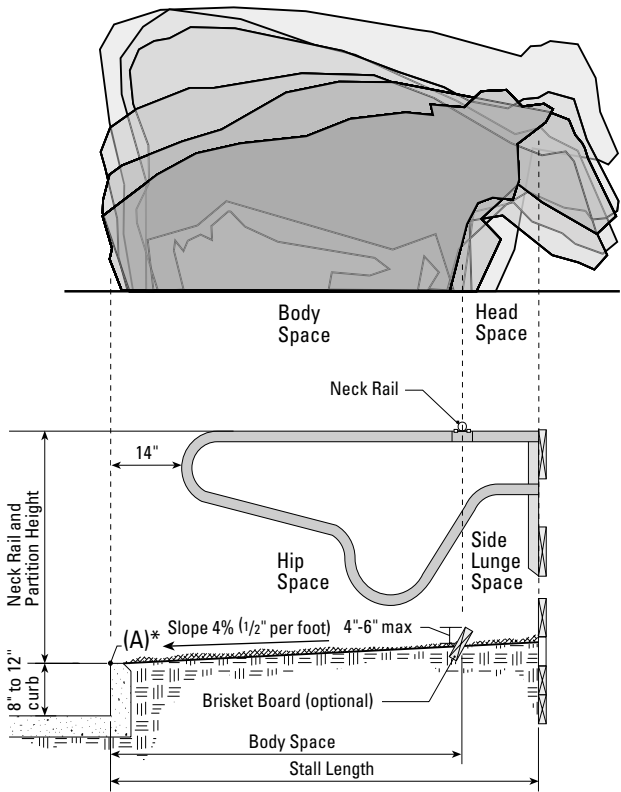 Body
Space
Head
Space
Neck Rail
14"
Neck Rail and
Partition Height
Hip
Space
Side
Lunge
Space
(A)*
Slope 4% (1/2" per foot)
4"-6" max
8" to 12"
curb
Brisket Board (optional)
Body Space
Stall Length